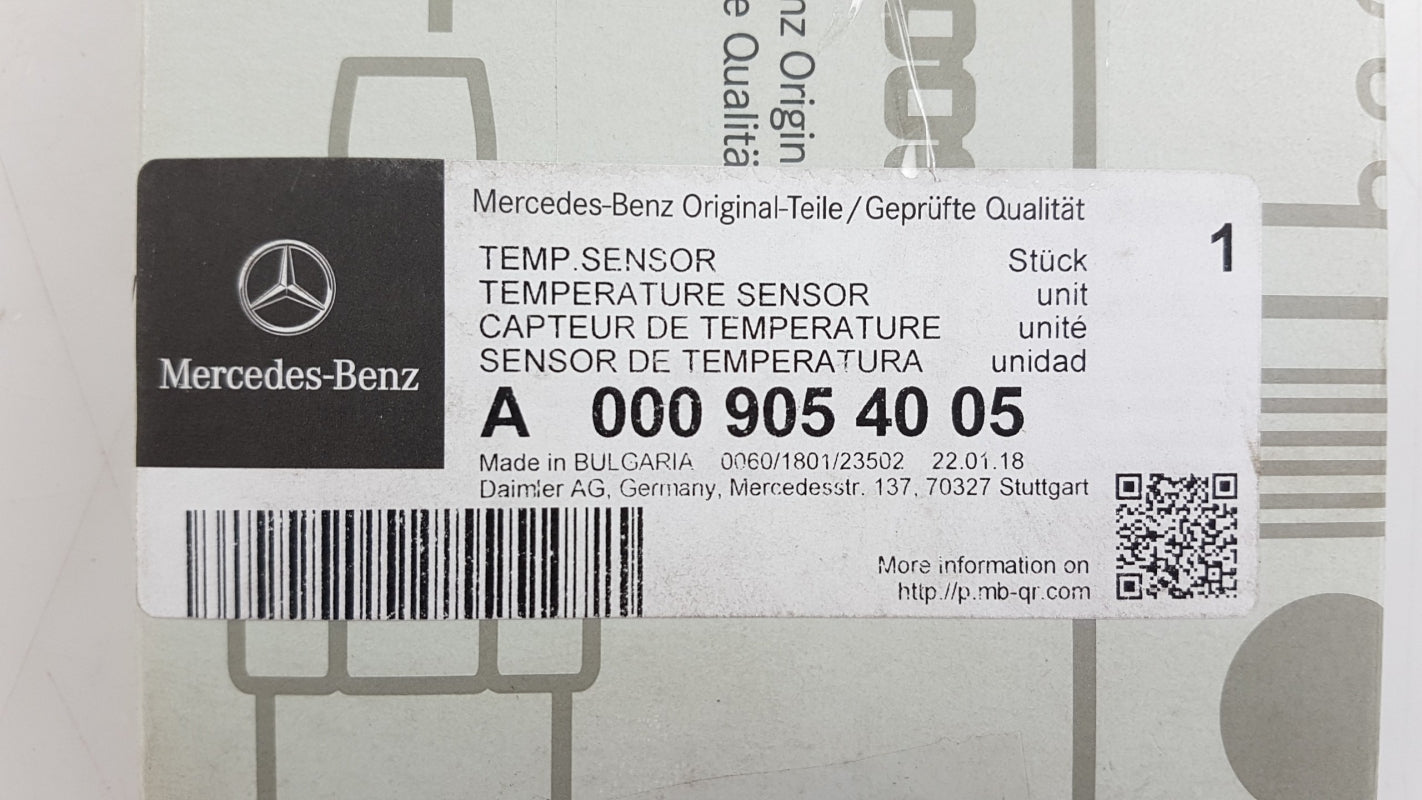 nz Origin
e Qualitä
Mercedes-Benz
Mercedes-Benz Original-Teile/Geprüfte Qualität
1
TEMP.SENSOR Stück
TEMPERATURE SENSOR unit
CAPTEUR DE TEMPERATURE unité
SENSOR DE TEMPERATURA unidad
A 000 905 40 05
Made in BULGARIA 0060/1801/23502 22.01.18
Daimler AG, Germany, Mercedesstr. 137, 70327 Stuttgart
More information on
http://p.mb-qr.com